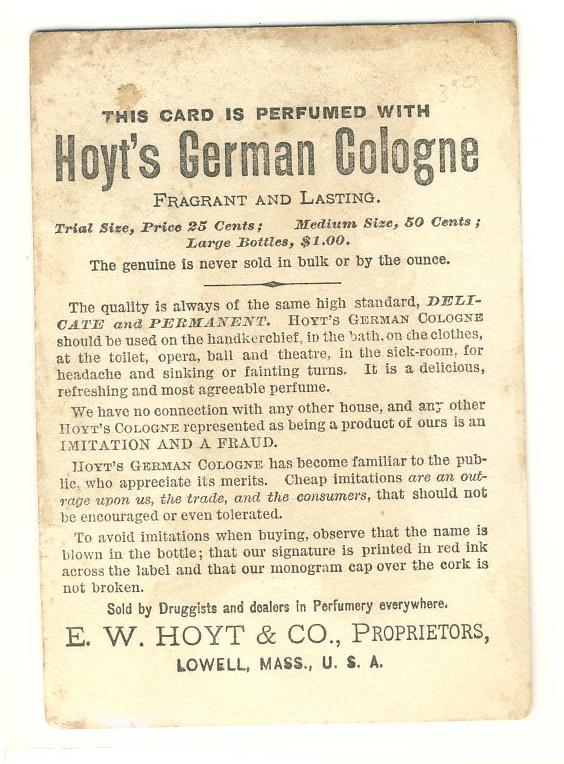 350
THIS CARD IS PERFUMED WITH
Hoyt's German Cologne
FRAGRANT AND LASTING.
Trial Size, Price 25 Cents; Medium Size, 50 Cents;
Large Bottles, $1.00.
The genuine is never sold in bulk or by the ounce.
The quality is always of the same high standard, DELI-
CATE and PERMANENT. HOYT'S GERMAN COLOGNE
should be used on the handkerchief, in the bath, on the clothes,
at the toilet, opera, ball and theatre, in the sick-room, for
headache and sinking or fainting turns. It is a delicious,
refreshing and most agreeable perfume.
We have no connection with any other house, and any other
HOYT'S COLOGNE represented as being a product of ours is an
IMITATION AND A FRAUD.
HOYT'S GERMAN COLOGNE has become familiar to the pub-
lic, who appreciate its merits. Cheap imitations are an out-
rage upon us, the trade, and the consumers, that should not
be encouraged or even tolerated.
To avoid imitations when buying, observe that the name is
blown in the bottle; that our signature is printed in red ink
across the label and that our monogram cap over the cork is
not broken.
Sold by Druggists and dealers in Perfumery everywhere.
E. W. HOYT & CO., PROPRIETORS,
LOWELL, MASS., U. S. A.